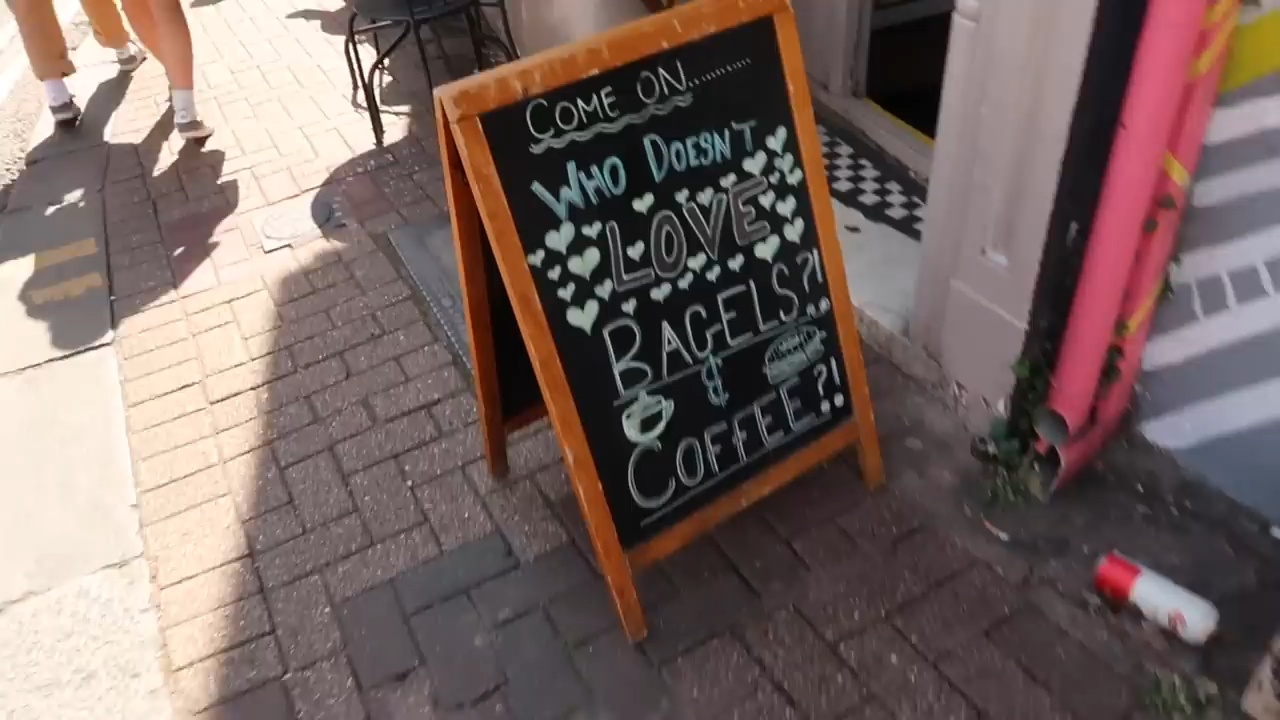 COME ON...........
WHO DOESN'T
LOVE
BAGELS?!
&
COFFEE?!